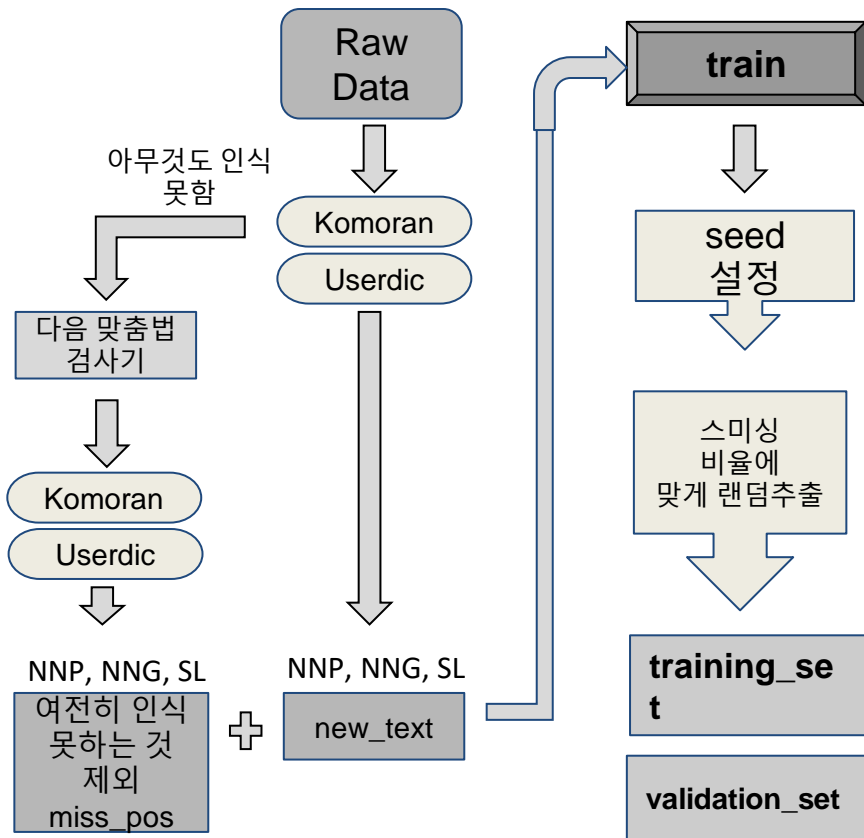 Raw
Data
아무것도 인식
못함
Komoran
Userdic
다음 맞춤법
검사기
Komoran
Userdic
NNP, NNG, SL
여전히 인식
못하는 것
제외
miss_pos
NNP, NNG, SL
new_text
train
seed
설정
스미싱
비율에
맞게 랜덤추출
training_se
t
validation_set